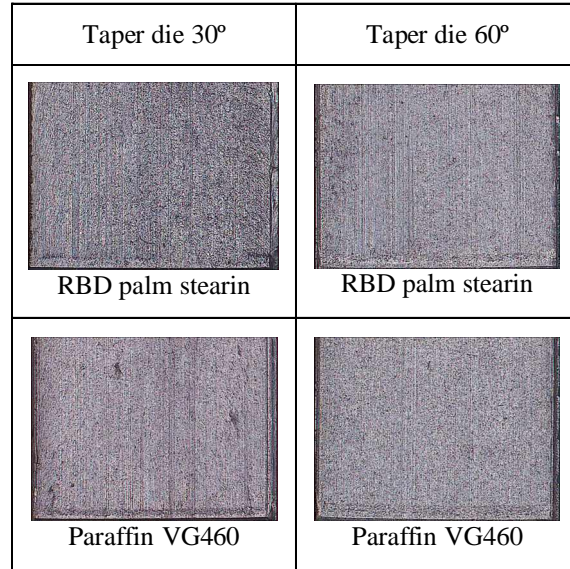 Taper die 30º
Taper die 60º
RBD palm stearin
RBD palm stearin
Paraffin VG460
Paraffin VG460